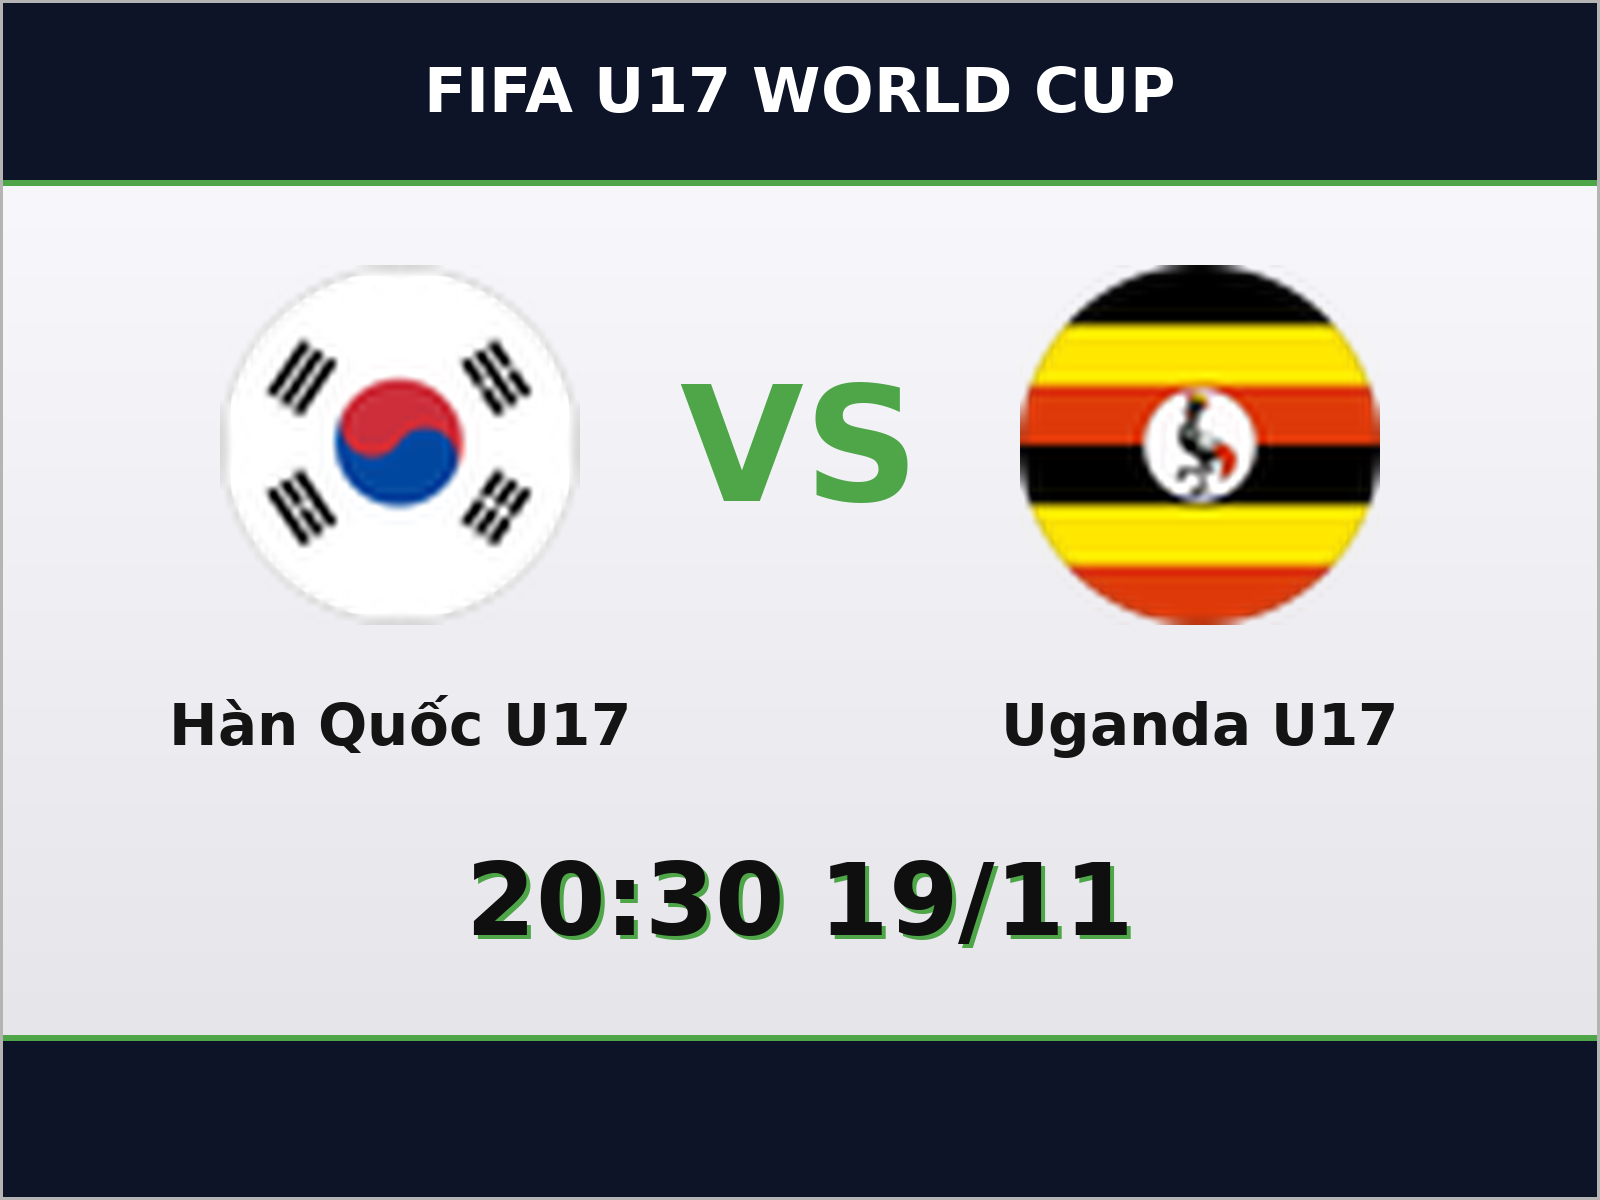 FIFA U17 WORLD CUP
VS
Hàn Quốc U17
Uganda U17
20:30 19/11